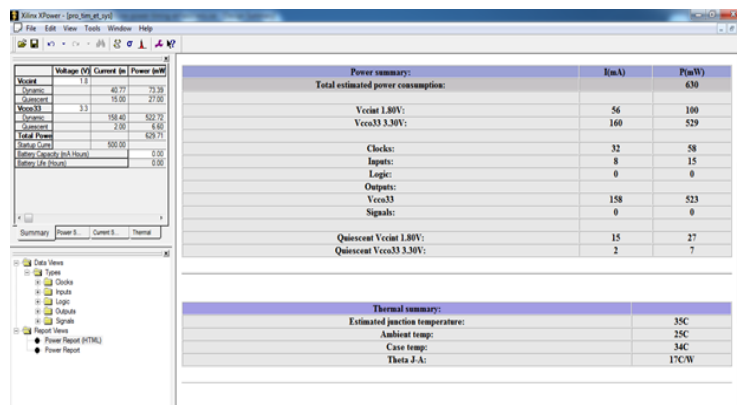 Xilinx XPower - [pro_tim_et_sys]
File Edit View Tools Window Help
Voltage (V) Current (m Power (mW
Vccint 1.8
Dynamic 40.77 73.39
Quiescent 15.00 27.00
Vcco33 3.3
Dynamic 158.40 522.72
Quiescent 2.00 6.60
Total Powe 629.71
Startup Curre 500.00
Battery Capacity (mA Hours) 0.00
Battery Life (Hours) 0.00
Summary Power S... Current S... Thermal
Data Views
Types
Clocks
Inputs
Logic
Outputs
Signals
Report Views
Power Report (HTML)
Power Report
Power summary: I(mA) P(mW)
Total estimated power consumption: 630
Vccint 1.80V: 56 100
Vcco33 3.30V: 160 529
Clocks: 32 58
Inputs: 8 15
Logic: 0 0
Outputs:
Vcco33 158 523
Signals: 0 0
Quiescent Vccint 1.80V: 15 27
Quiescent Vcco33 3.30V: 2 7
Thermal summary:
Estimated junction temperature: 35C
Ambient temp: 25C
Case temp: 34C
Theta J-A: 17C/W